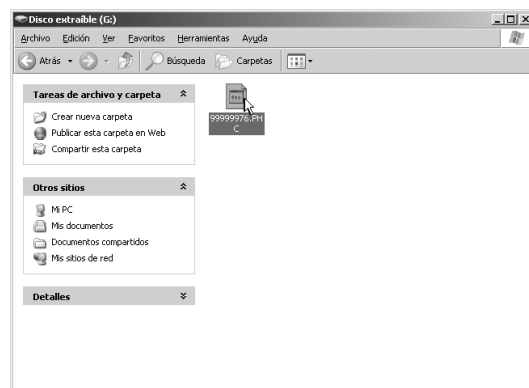 Disco extraíble (G:)
Archivo Edición Ver Favoritos Herramientas Ayuda
Atrás Búsqueda Carpetas
Tareas de archivo y carpeta
Crear nueva carpeta
Publicar esta carpeta en Web
Compartir esta carpeta
Otros sitios
Mi PC
Mis documentos
Documentos compartidos
Mis sitios de red
Detalles
99999976.PH
C